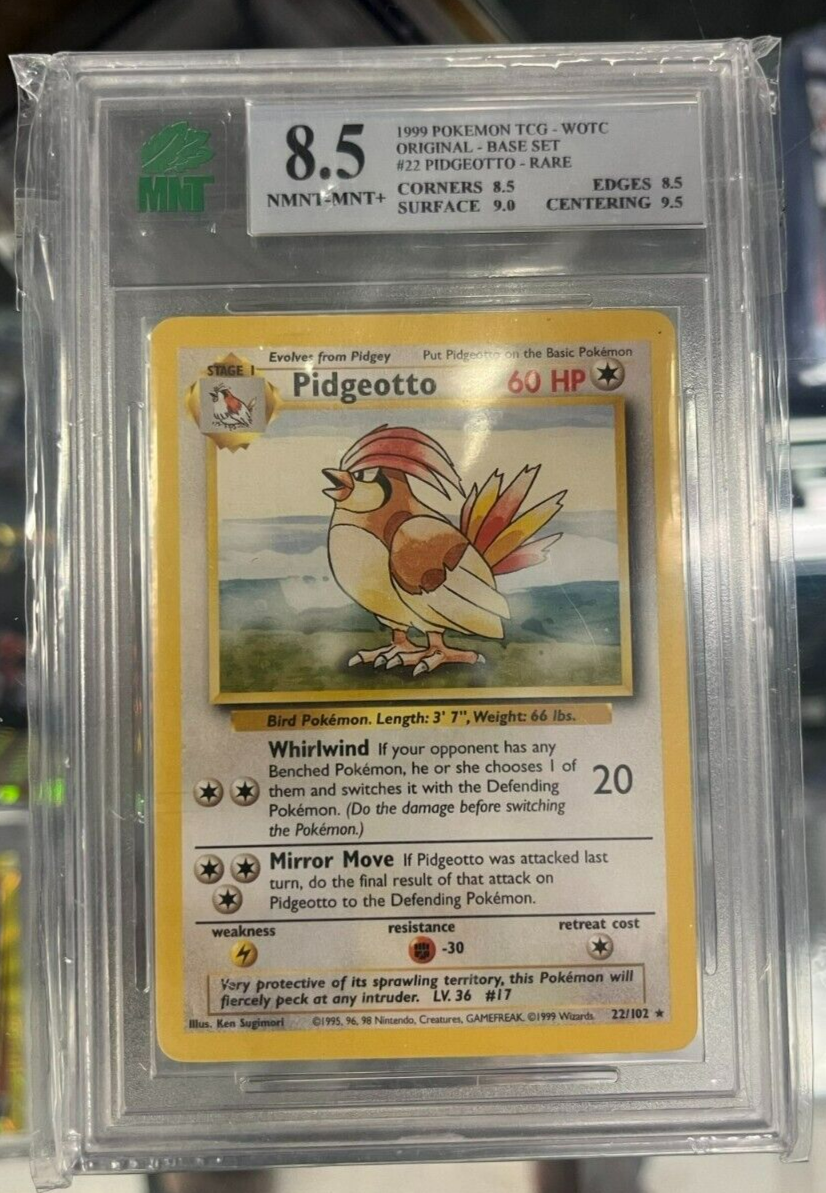 MNT
8.5
NMNT-MNT+
1999 POKEMON TCG - WOTC
ORIGINAL - BASE SET
#22 PIDGEOTTO - RARE
CORNERS 8.5 EDGES 8.5
SURFACE 9.0 CENTERING 9.5
Evolves from Pidgey Put Pidgeotto on the Basic Pokémon
STAGE 1
Pidgeotto 60 HP
Bird Pokémon. Length: 3' 7", Weight: 66 lbs.
Whirlwind If your opponent has any
Benched Pokémon, he or she chooses 1 of
them and switches it with the Defending 20
Pokémon. (Do the damage before switching
the Pokémon.)
Mirror Move If Pidgeotto was attacked last
turn, do the final result of that attack on
Pidgeotto to the Defending Pokémon.
weakness resistance retreat cost
-30
Very protective of its sprawling territory, this Pokémon will
fiercely peck at any intruder. LV. 36 #17
Illus. Ken Sugimori ©1995, 96, 98 Nintendo, Creatures, GAMEFREAK. ©1999 Wizards. 22/102 ★